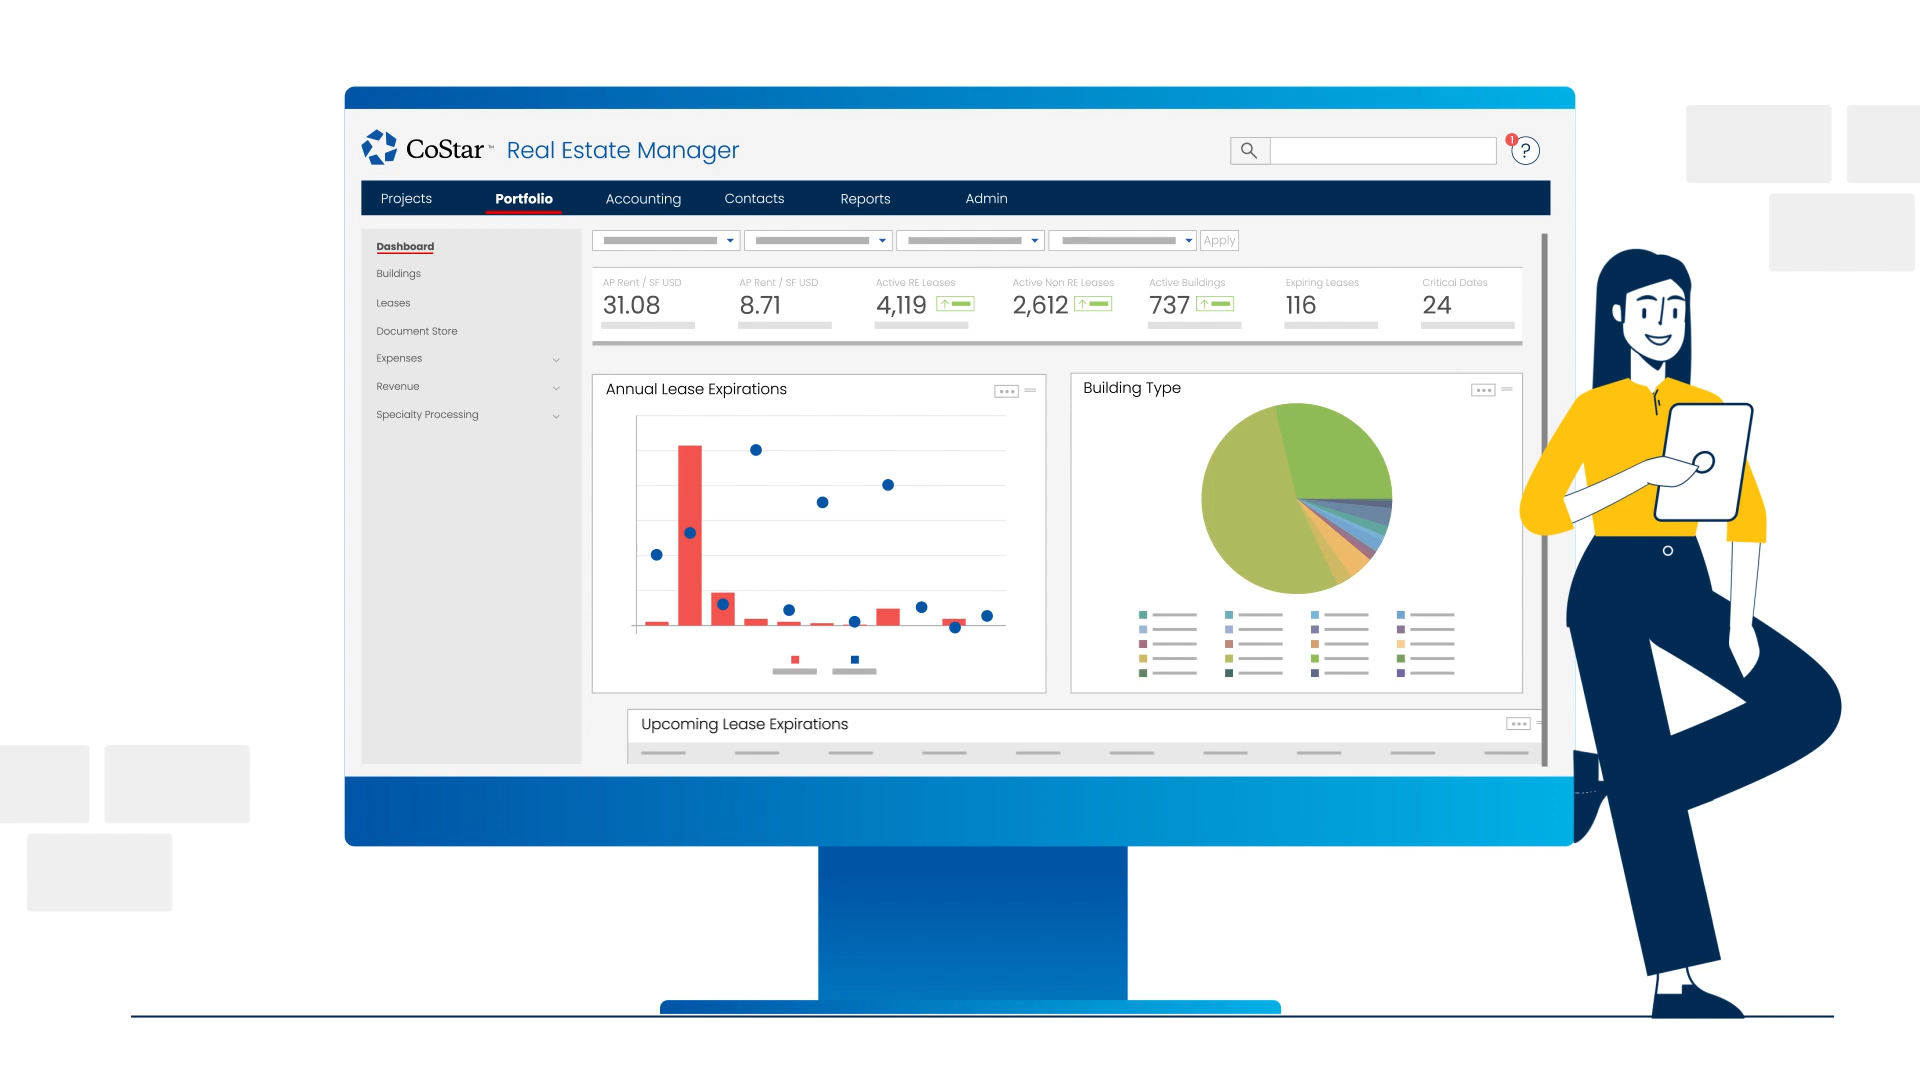 CoStar™ Real Estate Manager
1
?
Projects Portfolio Accounting Contacts Reports Admin
Dashboard
Buildings
Leases
Document Store
Expenses
Revenue
Specialty Processing
Apply
AP Rent / SF USD AP Rent / SF USD Active RE Leases Active Non RE Leases Active Buildings Expiring Leases Critical Dates
31.08 8.71 4,119 2,612 737 116 24
Annual Lease Expirations
Building Type
Upcoming Lease Expirations